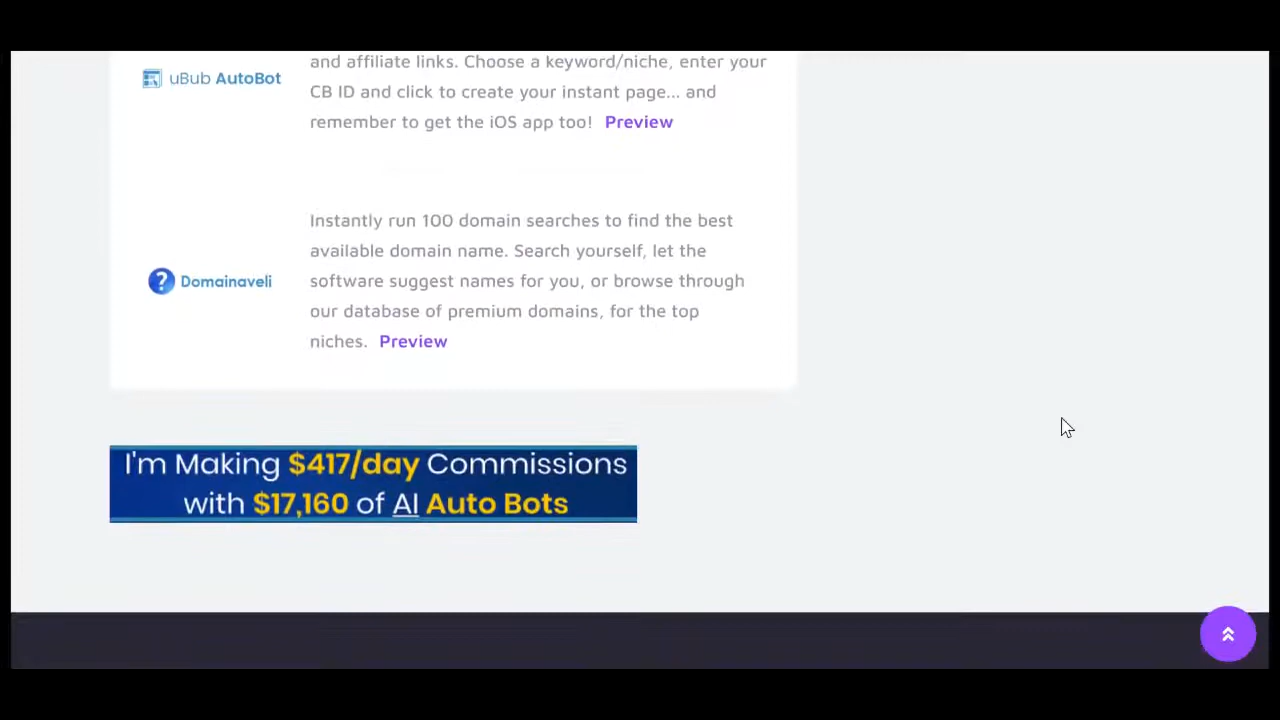 and affiliate links. Choose a keyword/niche, enter your
uBub AutoBot
CB ID and click to create your instant page... and
remember to get the iOS app too! Preview
Instantly run 100 domain searches to find the best
available domain name. Search yourself, let the
Domainaveli
software suggest names for you, or browse through
our database of premium domains, for the top
niches. Preview
I'm Making $417/day Commissions
with $17,160 of AI Auto Bots